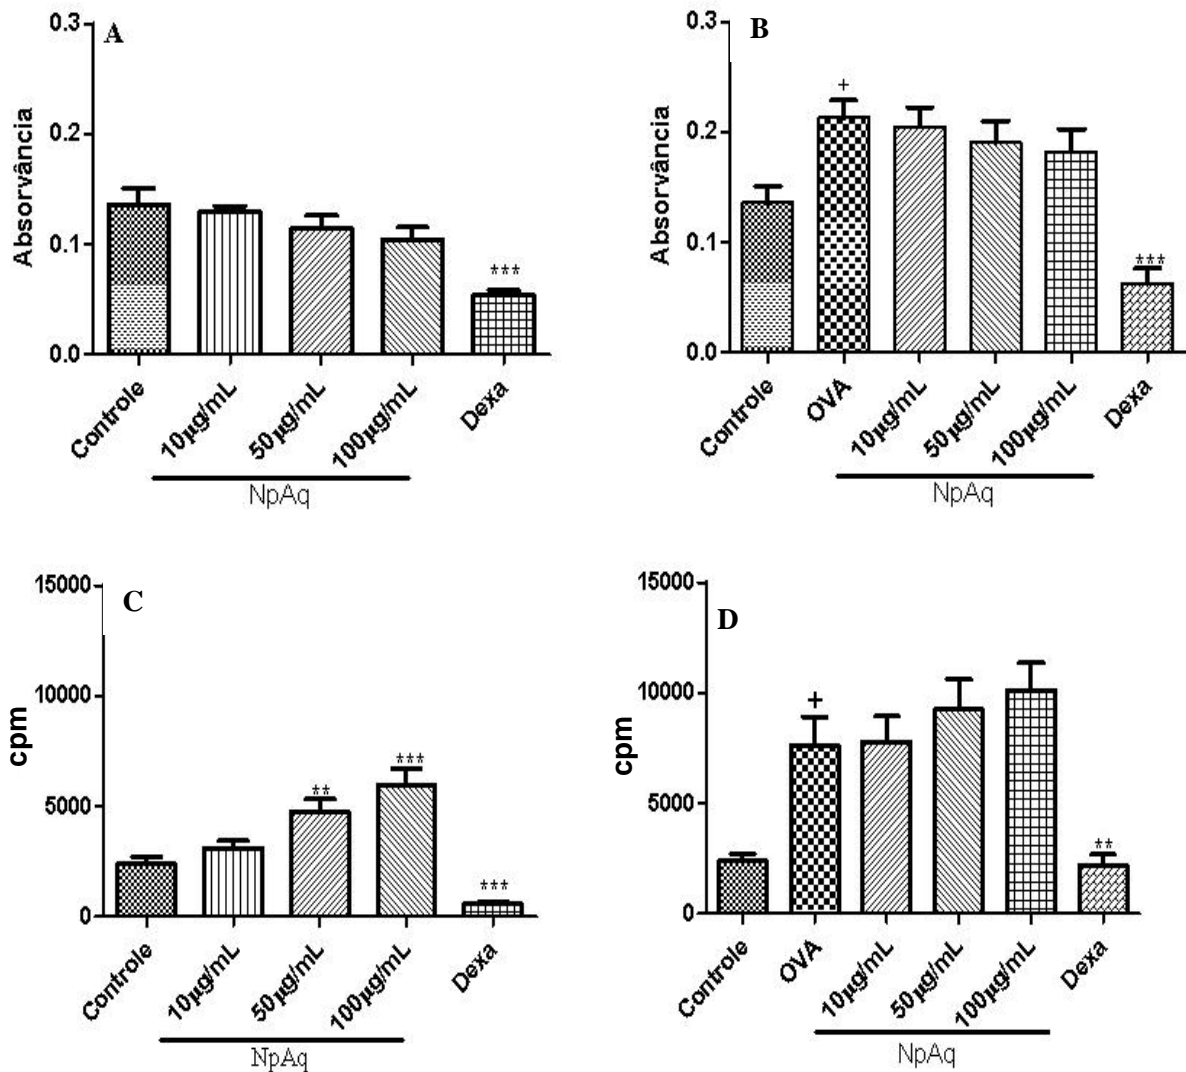 A
0.3
0.2
0.1
0.0
Absorvância
***
Controle
10µg/mL
50µg/mL
100µg/mL
Dexa
NpAq
B
0.3
0.2
0.1
0.0
Absorvância
+
***
Controle
OVA
10µg/mL
50µg/mL
100µg/mL
Dexa
NpAq
C
15000
10000
5000
0
cpm
**
***
***
Controle
10µg/mL
50µg/mL
100µg/mL
Dexa
NpAq
D
15000
10000
5000
0
cpm
+
**
Controle
OVA
10µg/mL
50µg/mL
100µg/mL
Dexa
NpAq